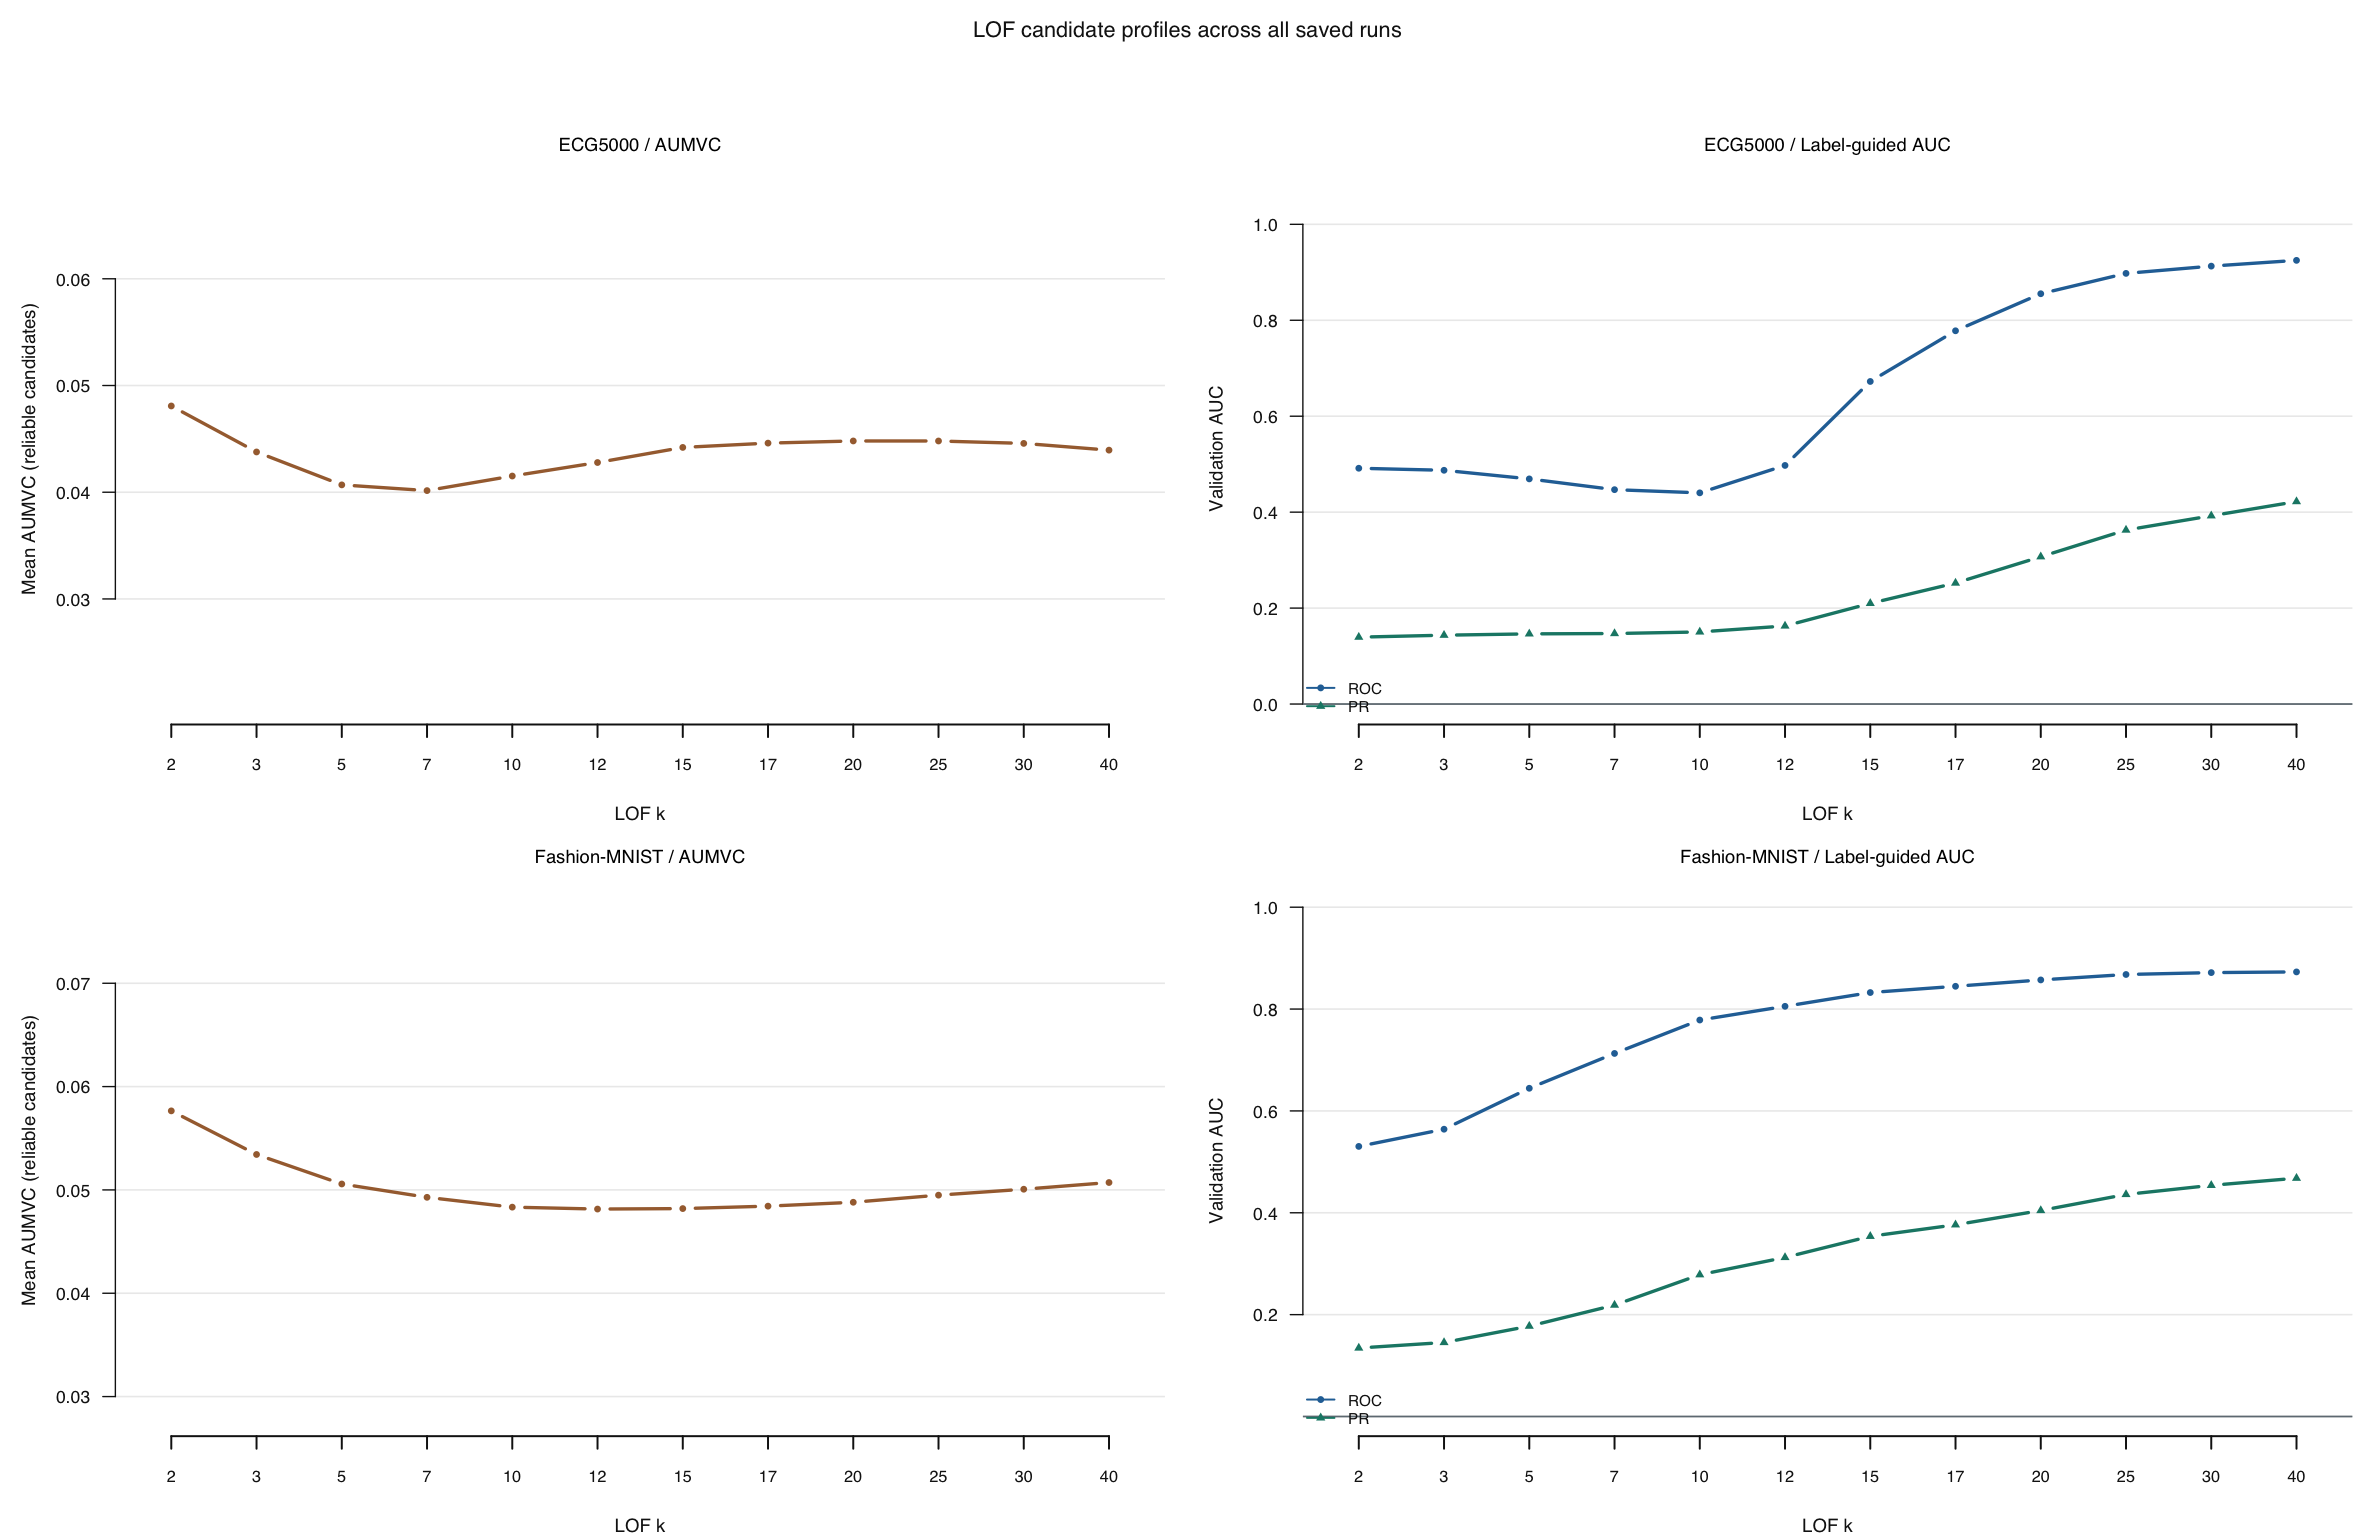 LOF candidate profiles across all saved runs
ECG5000 / AUMVC
Mean AUMVC (reliable candidates)
0.06
0.05
0.04
0.03
2 3 5 7 10 12 15 17 20 25 30 40
LOF k
ECG5000 / Label-guided AUC
Validation AUC
1.0
0.8
0.6
0.4
0.2
0.0
ROC
PR
2 3 5 7 10 12 15 17 20 25 30 40
LOF k
Fashion-MNIST / AUMVC
Mean AUMVC (reliable candidates)
0.07
0.06
0.05
0.04
0.03
2 3 5 7 10 12 15 17 20 25 30 40
LOF k
Fashion-MNIST / Label-guided AUC
Validation AUC
1.0
0.8
0.6
0.4
0.2
ROC
PR
2 3 5 7 10 12 15 17 20 25 30 40
LOF k